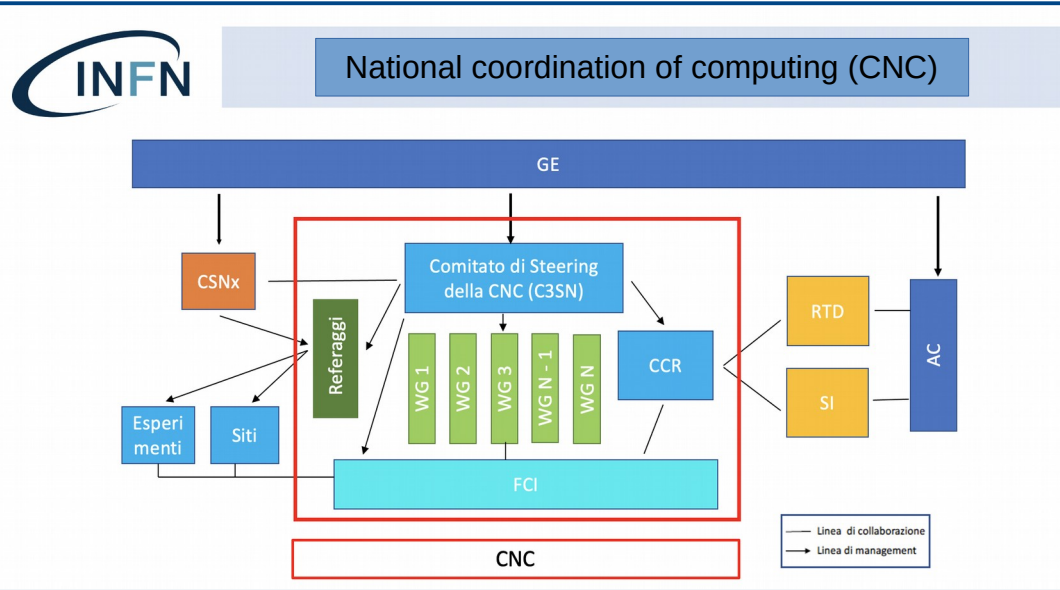 INFN
National coordination of computing (CNC)
GE
CSNx
Comitato di Steering
della CNC (C3SN)
Referaggi
WG 1
WG 2
WG 3
WG N - 1
WG N
CCR
RTD
SI
AC
Esperi
menti
Siti
FCI
Linea di collaborazione
Linea di management
CNC